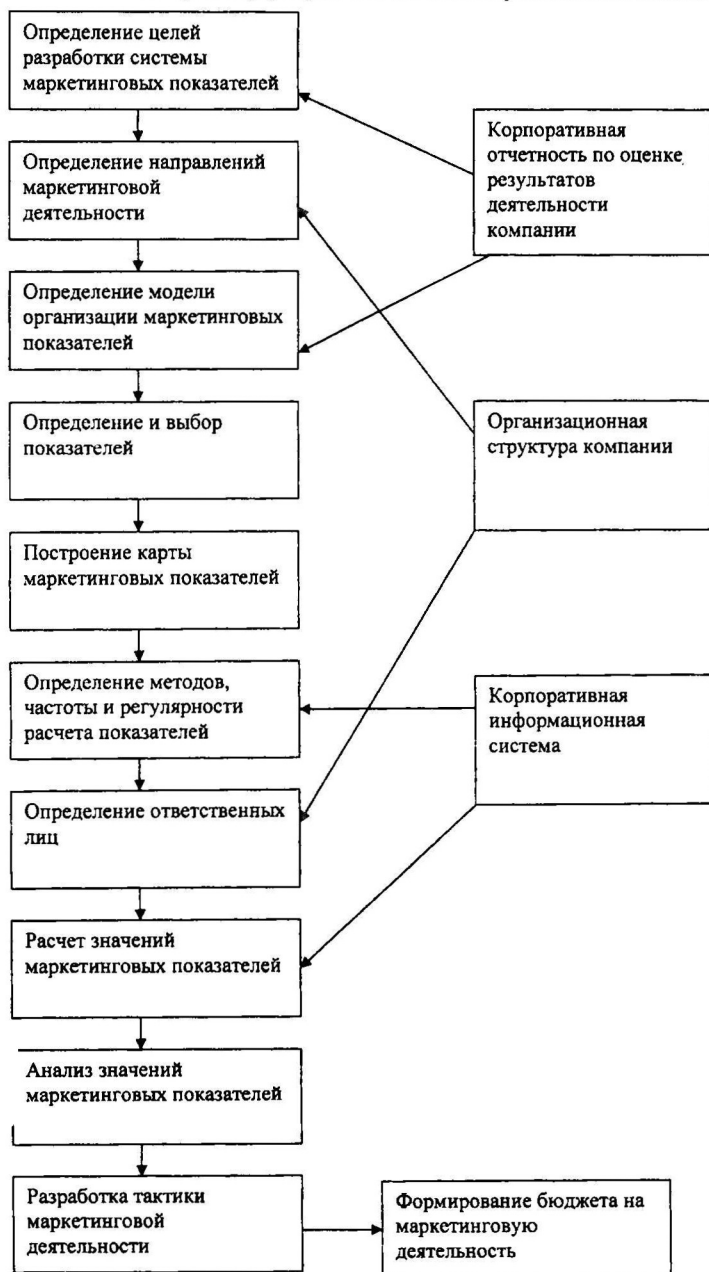 Определение целей
разработки системы
маркетинговых показателей
Определение направлений
маркетинговой
деятельности
Определение модели
организации маркетинговых
показателей
Определение и выбор
показателей
Построение карты
маркетинговых показателей
Определение методов,
частоты и регулярности
расчета показателей
Определение ответственных
лиц
Расчет значений
маркетинговых показателей
Анализ значений
маркетинговых показателей
Разработка тактики
маркетинговой
деятельности
Корпоративная
отчетность по оценке
результатов
деятельности
компании
Организационная
структура компании
Корпоративная
информационная
система
Формирование бюджета на
маркетинговую
деятельность